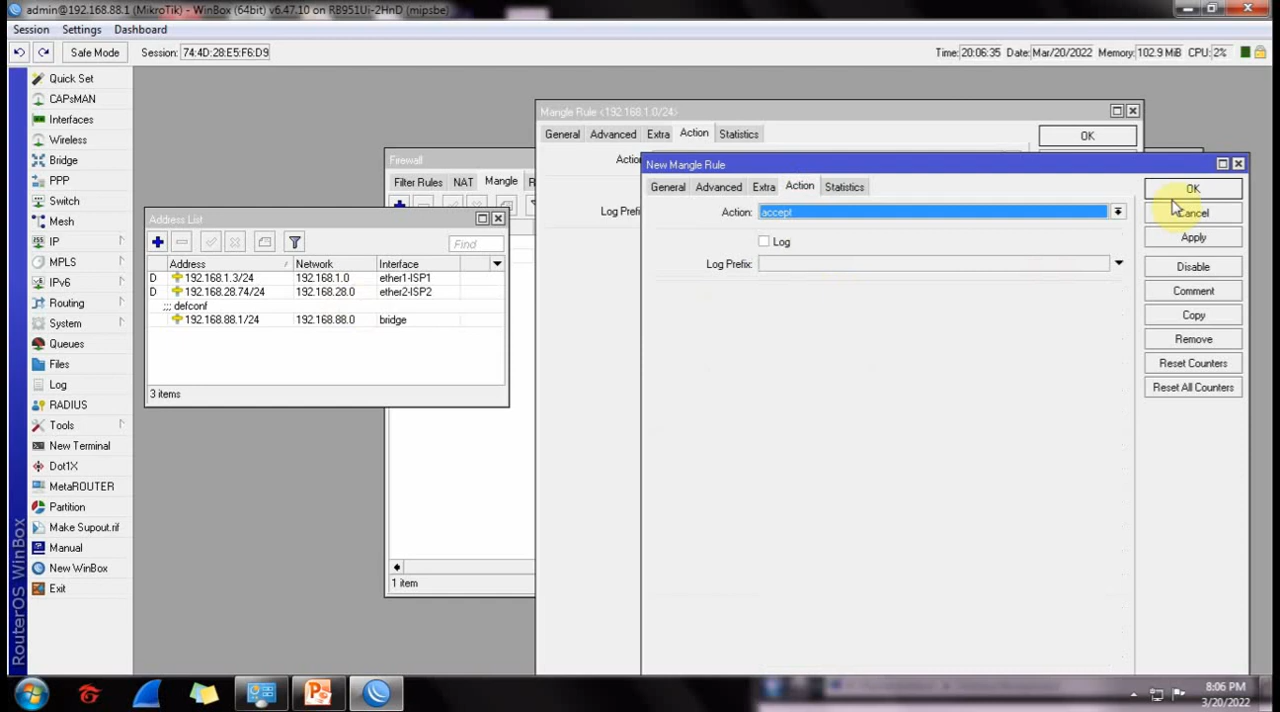 admin@192.168.88.1 (MikroTik) - WinBox (64bit) v6.47.10 on RB951Ui-2HnD (mipsbe)
Session Settings Dashboard
Safe Mode Session: 74:4D:28:E5:F6:D9 Time: 20:06:35 Date: Mar/20/2022 Memory: 102.9 MiB CPU: 2%
RouterOS WinBox
Quick Set
CAPsMAN
Interfaces
Wireless
Bridge
PPP
Switch
Mesh
IP
MPLS
IPv6
Routing
System
Queues
Files
Log
RADIUS
Tools
New Terminal
Dot1X
MetaROUTER
Partition
Make Supout.rif
Manual
New WinBox
Exit
Address List
Find
Address Network Interface
D 192.168.1.3/24 192.168.1.0 ether1-ISP1
D 192.168.28.74/24 192.168.28.0 ether2-ISP2
;;; defconf
192.168.88.1/24 192.168.88.0 bridge
3 items
Firewall
Filter Rules NAT Mangle R
1 item
Mangle Rule <192.168.1.0/24>
General Advanced Extra Action Statistics
OK
Actio
Log Prefi
New Mangle Rule
General Advanced Extra Action Statistics
Action: accept
Log
Log Prefix:
OK
Cancel
Apply
Disable
Comment
Copy
Remove
Reset Counters
Reset All Counters
8:06 PM
3/20/2022